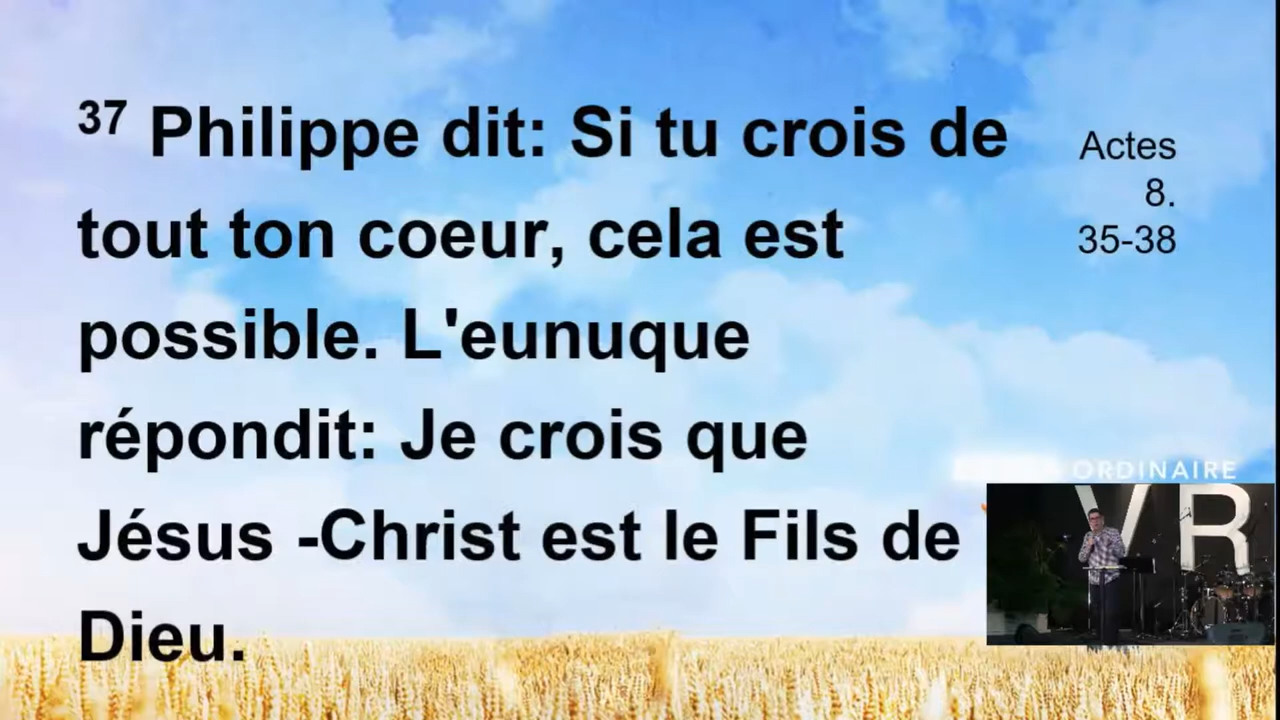 37 Philippe dit: Si tu crois de
tout ton coeur, cela est
possible. L'eunuque
répondit: Je crois que
Jésus -Christ est le Fils de
Dieu.
Actes
8.
35-38
ORDINAIRE
VR